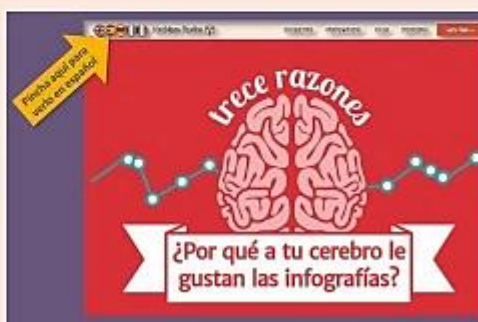 Pincha aquí para
verlo en español
trece razones
¿Por qué a tu cerebro le
gustan las infografías?